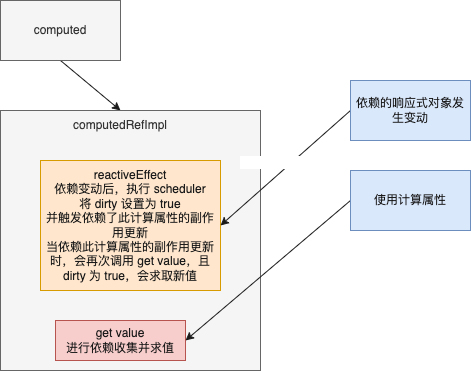 computed
computedRefImpl
reactiveEffect
依赖变动后，执行 scheduler
将 dirty 设置为 true
并触发依赖了此计算属性的副作
用更新
当依赖此计算属性的副作用更新
时，会再次调用 get value，且
dirty 为 true，会求取新值
get value
进行依赖收集并求值
依赖的响应式对象发
生变动
使用计算属性